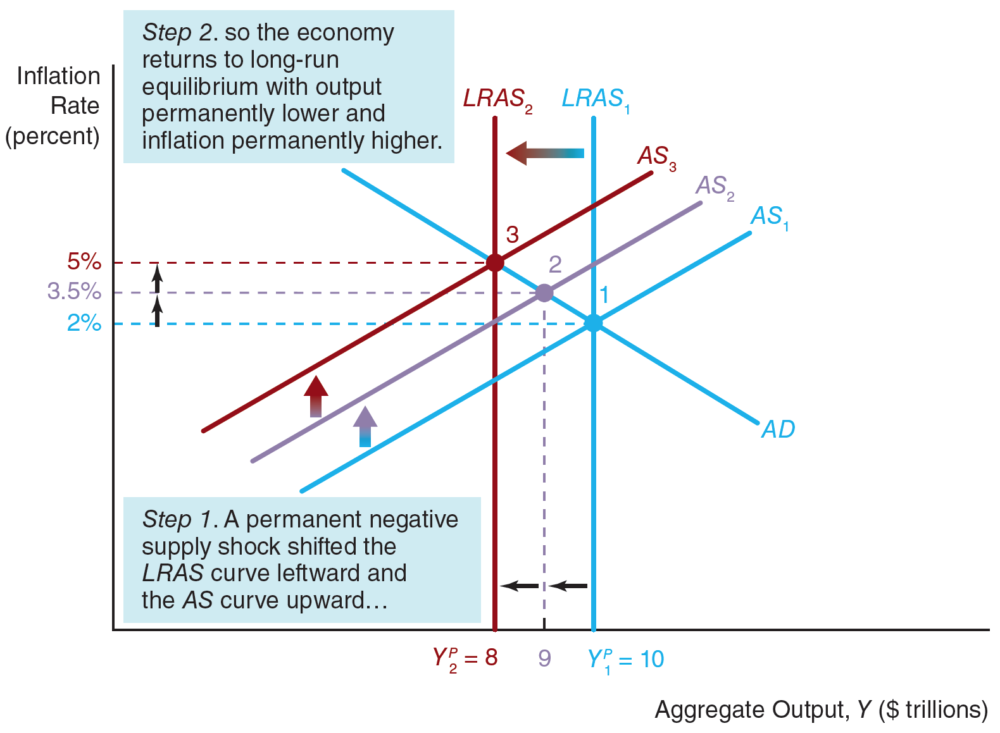 Step 2. so the economy
returns to long-run
equilibrium with output
permanently lower and
inflation permanently higher.
Inflation
Rate
(percent)
LRAS₂
LRAS₁
AS₃
AS₂
AS₁
3
2
1
5%
3.5%
2%
AD
Step 1. A permanent negative
supply shock shifted the
LRAS curve leftward and
the AS curve upward…
Y₂ᴾ = 8
9
Y₁ᴾ = 10
Aggregate Output, Y ($ trillions)